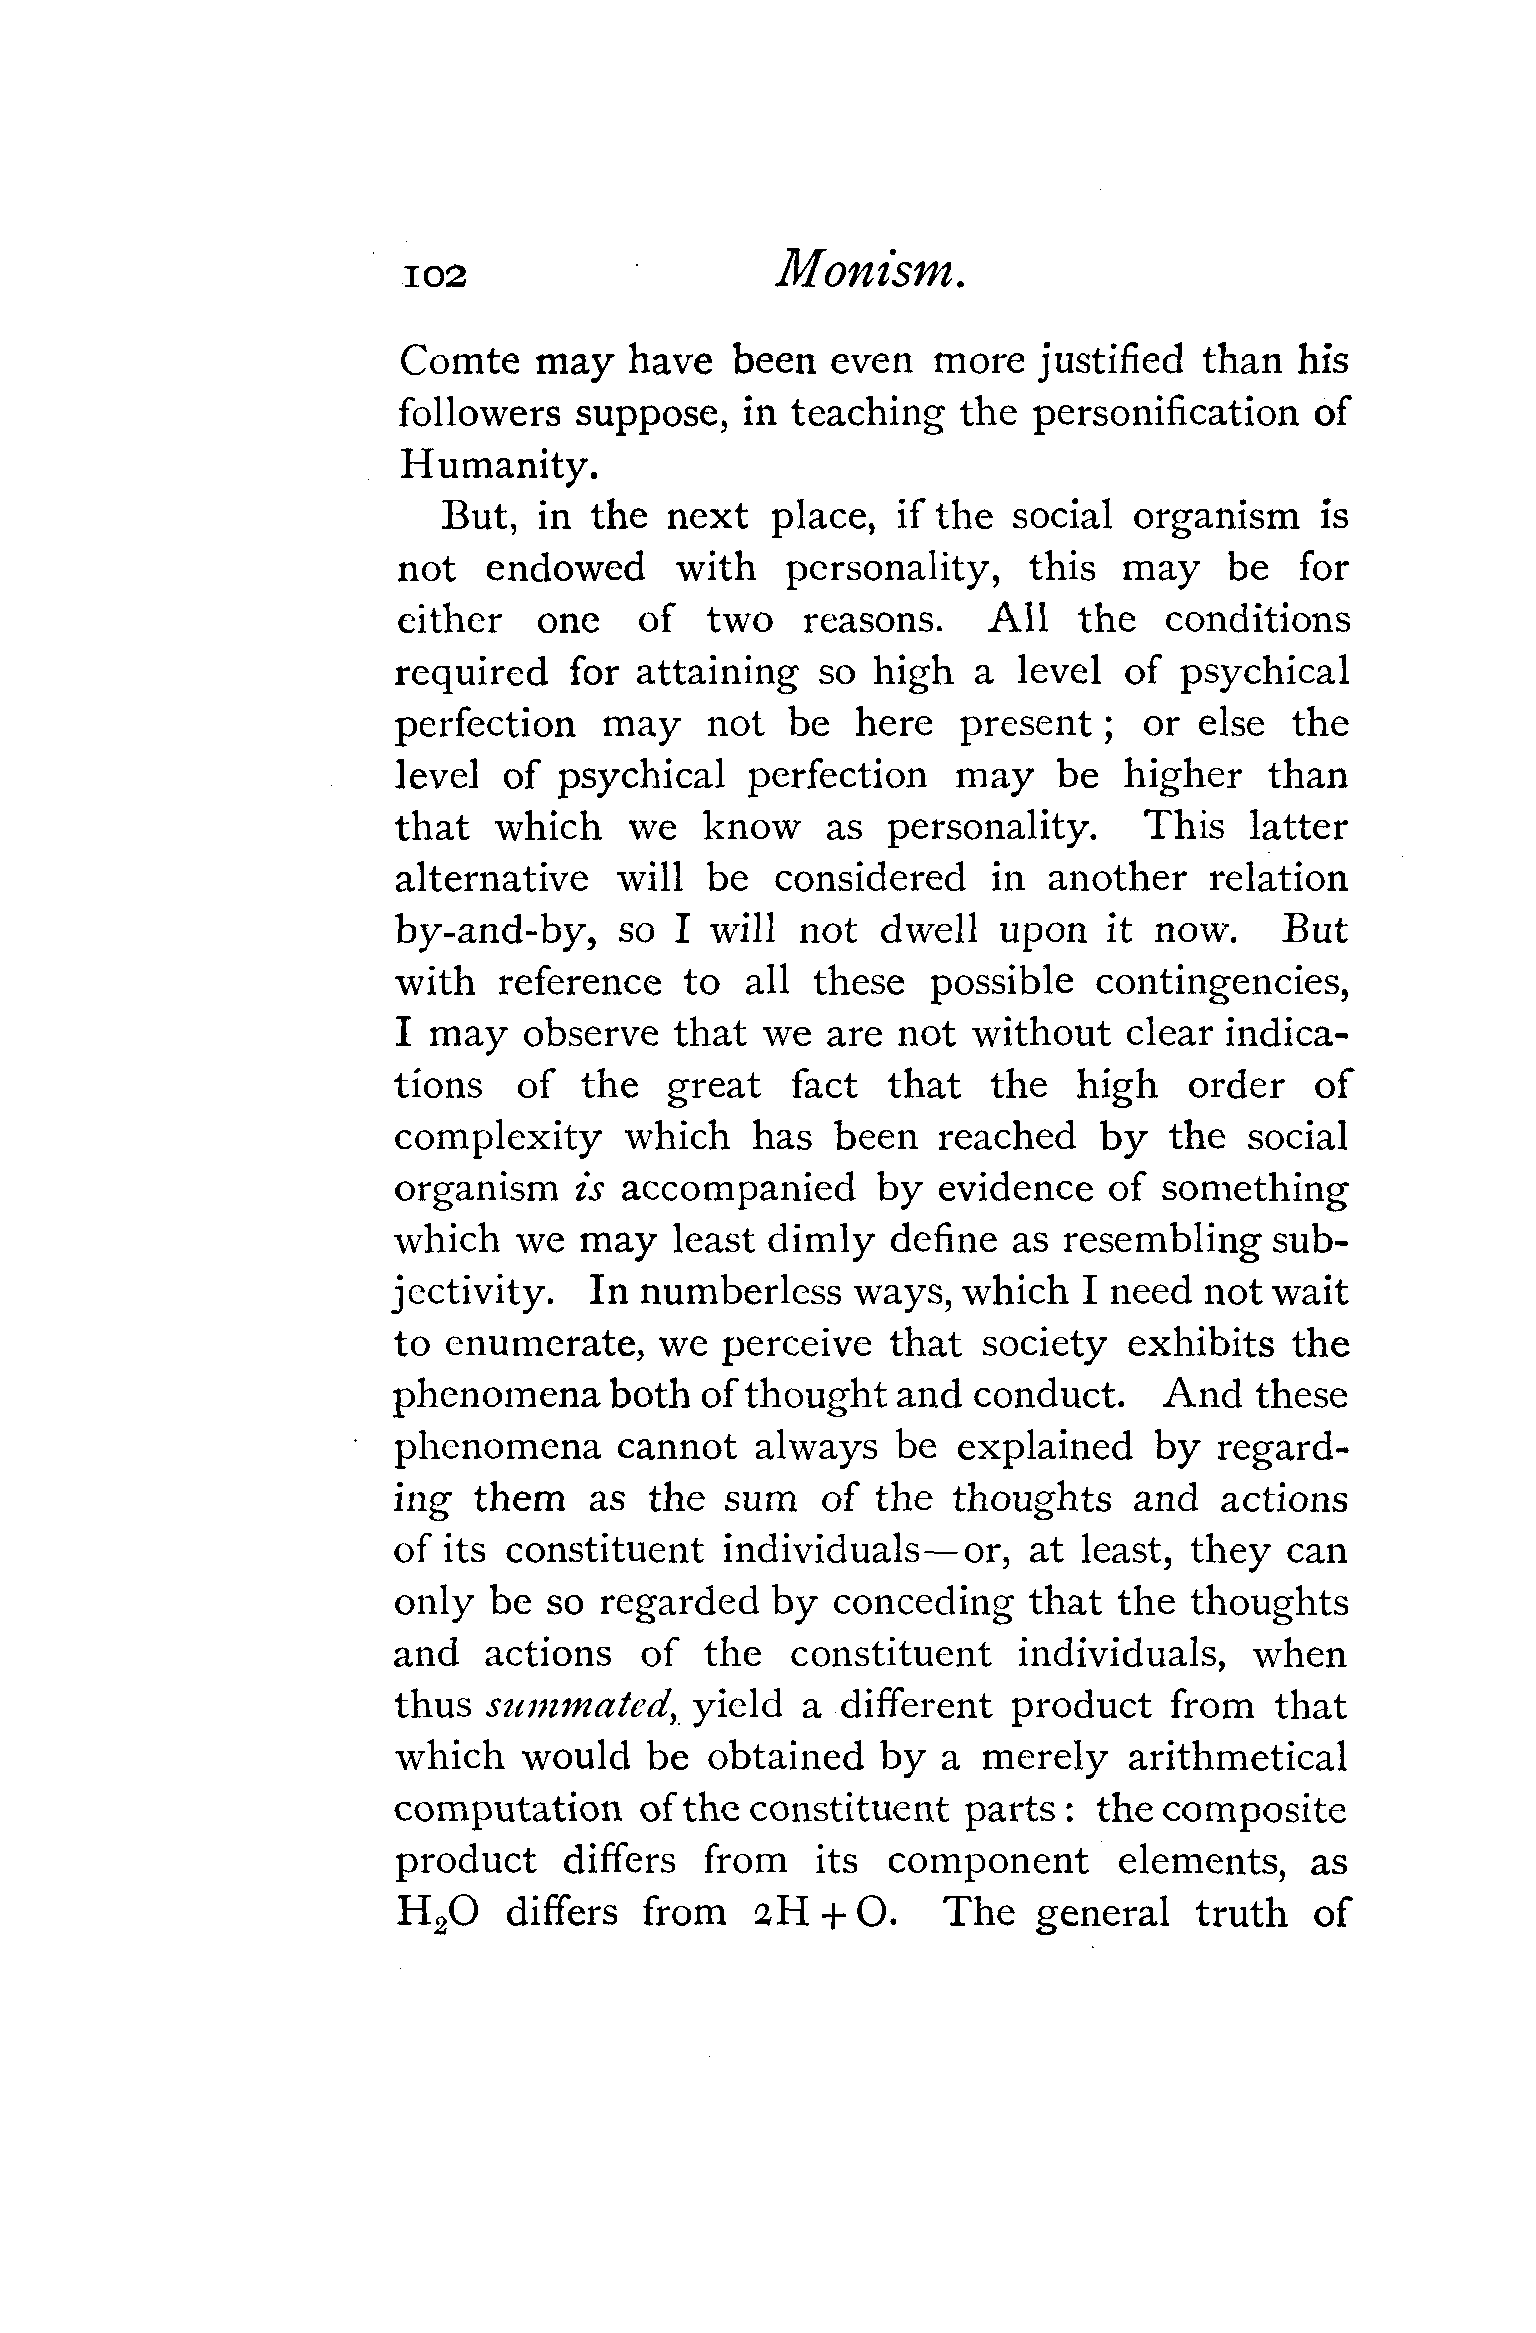 102 Monism.
Comte may have been even more justified than his
followers suppose, in teaching the personification of
Humanity.
But, in the next place, if the social organism is
not endowed with personality, this may be for
either one of two reasons. All the conditions
required for attaining so high a level of psychical
perfection may not be here present ; or else the
level of psychical perfection may be higher than
that which we know as personality. This latter
alternative will be considered in another relation
by-and-by, so I will not dwell upon it now. But
with reference to all these possible contingencies,
I may observe that we are not without clear indica-
tions of the great fact that the high order of
complexity which has been reached by the social
organism is accompanied by evidence of something
which we may least dimly define as resembling sub-
jectivity. In numberless ways, which I need not wait
to enumerate, we perceive that society exhibits the
phenomena both of thought and conduct. And these
phenomena cannot always be explained by regard-
ing them as the sum of the thoughts and actions
of its constituent individuals—or, at least, they can
only be so regarded by conceding that the thoughts
and actions of the constituent individuals, when
thus summated, yield a different product from that
which would be obtained by a merely arithmetical
computation of the constituent parts : the composite
product differs from its component elements, as
H₂O differs from 2H + O. The general truth of